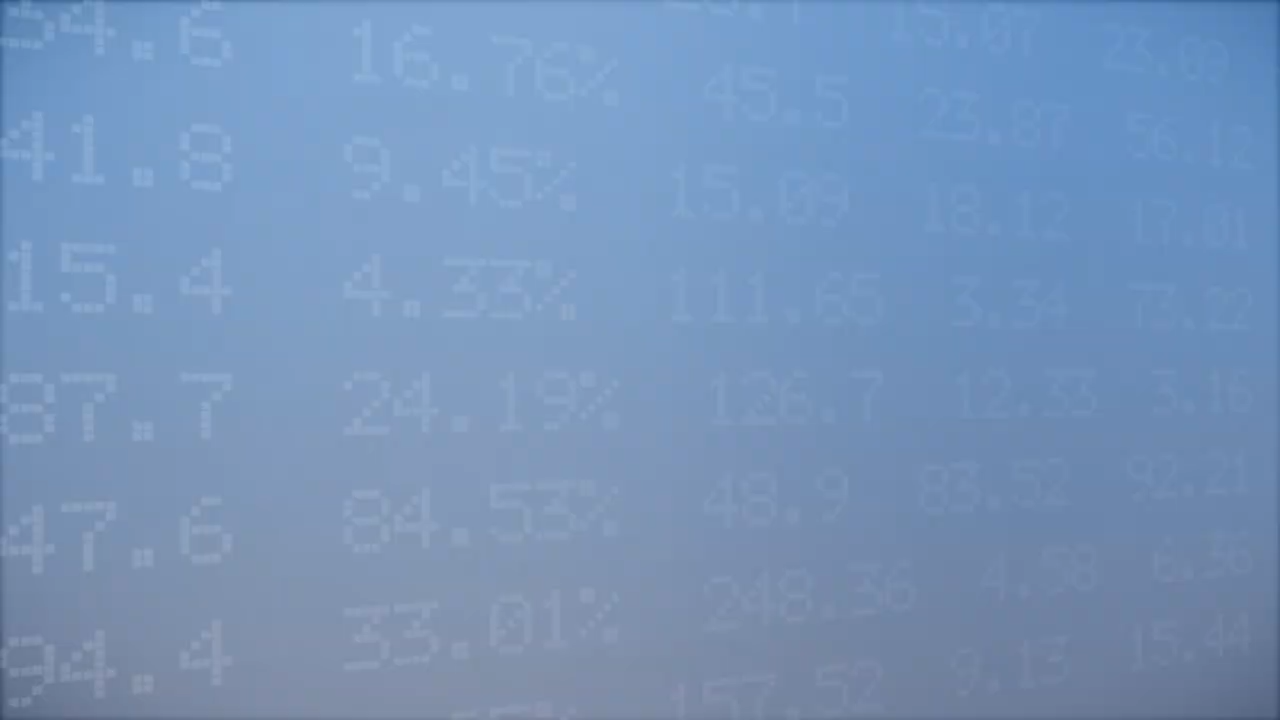 54.6 16.76% 15.07 23.09
41.8 9.45% 45.5 23.87 56.12
15.4 4.33% 15.09 18.12 17.01
87.7 24.19% 111.65 3.34 73.22
47.6 84.53% 126.7 12.33 3.16
94.4 33.01% 48.9 83.52 92.21
248.36 4.58 6.36
157.52 9.13 15.44